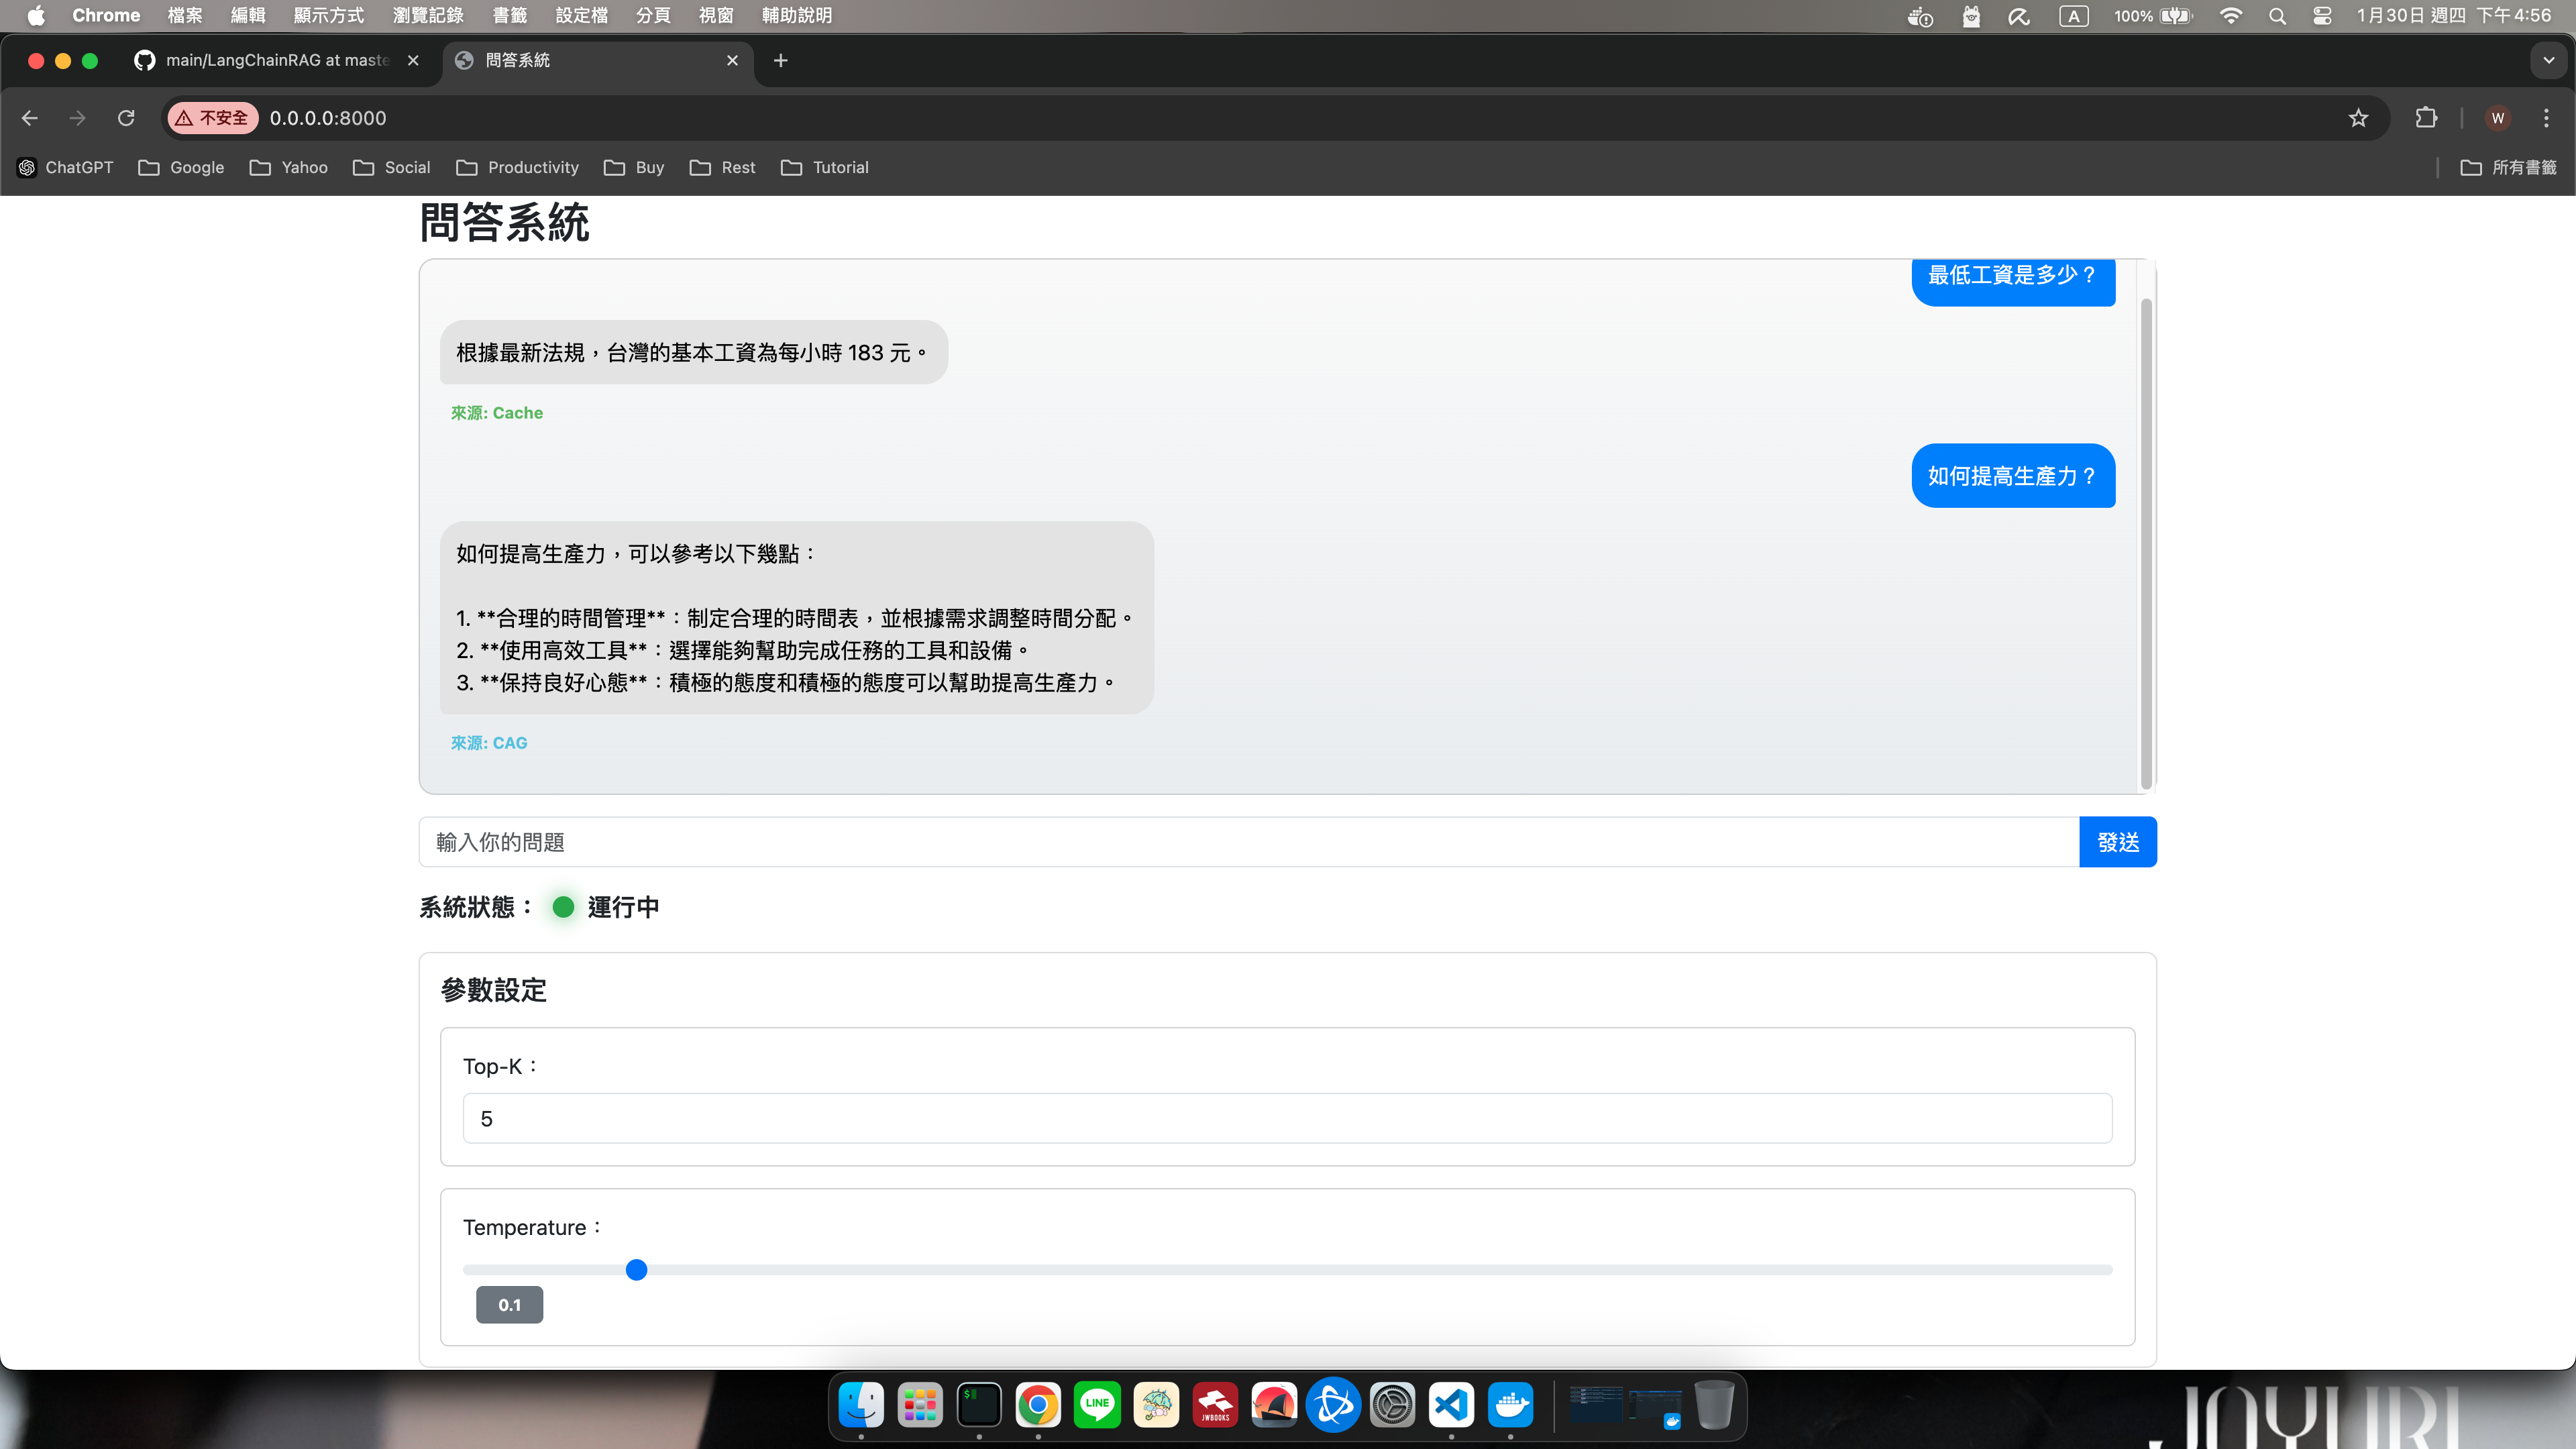 Chrome 檔案 編輯 顯示方式 瀏覽記錄 書籤 設定檔 分頁 視窗 輔助說明 A 100% 1月30日 週四 下午4:56
main/LangChainRAG at maste 問答系統
不安全 0.0.0.0:8000 W
ChatGPT Google Yahoo Social Productivity Buy Rest Tutorial 所有書籤
問答系統
最低工資是多少？
根據最新法規，台灣的基本工資為每小時 183 元。
來源: Cache
如何提高生產力？
如何提高生產力，可以參考以下幾點：
1. **合理的時間管理**：制定合理的時間表，並根據需求調整時間分配。
2. **使用高效工具**：選擇能夠幫助完成任務的工具和設備。
3. **保持良好心態**：積極的態度和積極的態度可以幫助提高生產力。
來源: CAG
輸入你的問題 發送
系統狀態： 運行中
參數設定
Top-K：
5
Temperature：
0.1
$ LINE JWBOOKS
JOYURI